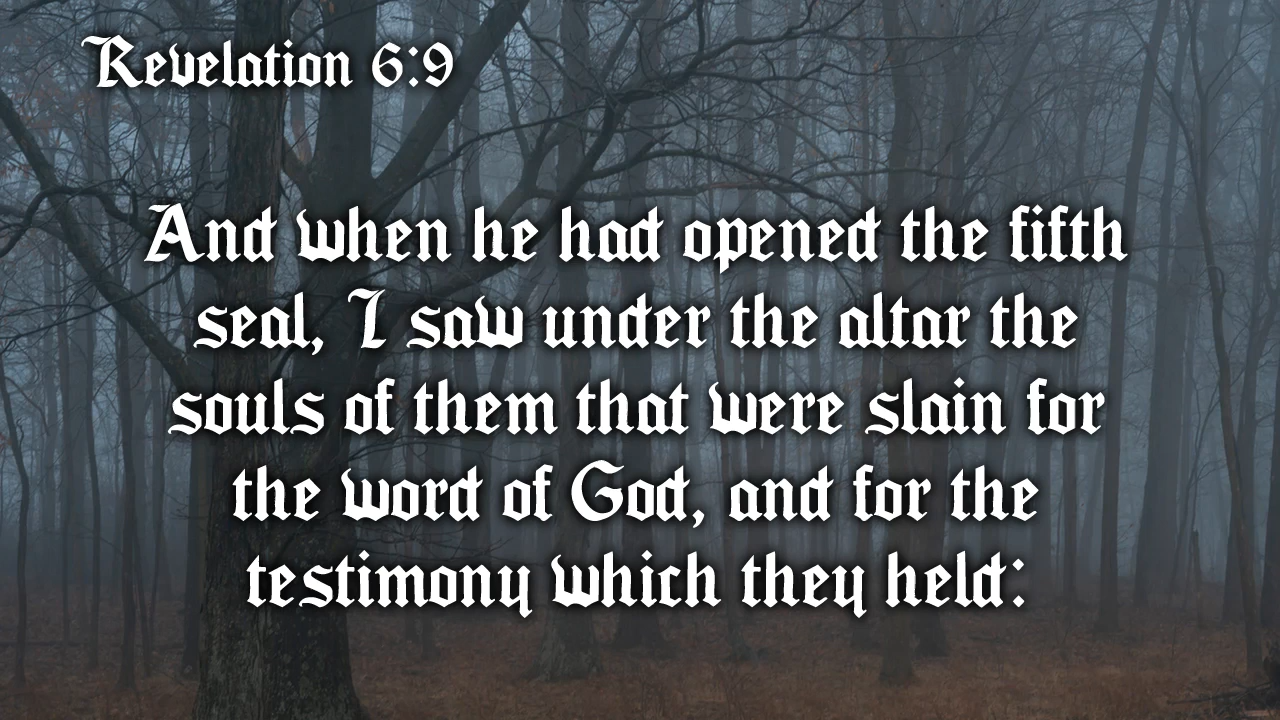 Revelation 6:9
And when he had opened the fifth
seal, I saw under the altar the
souls of them that were slain for
the word of God, and for the
testimony which they held: